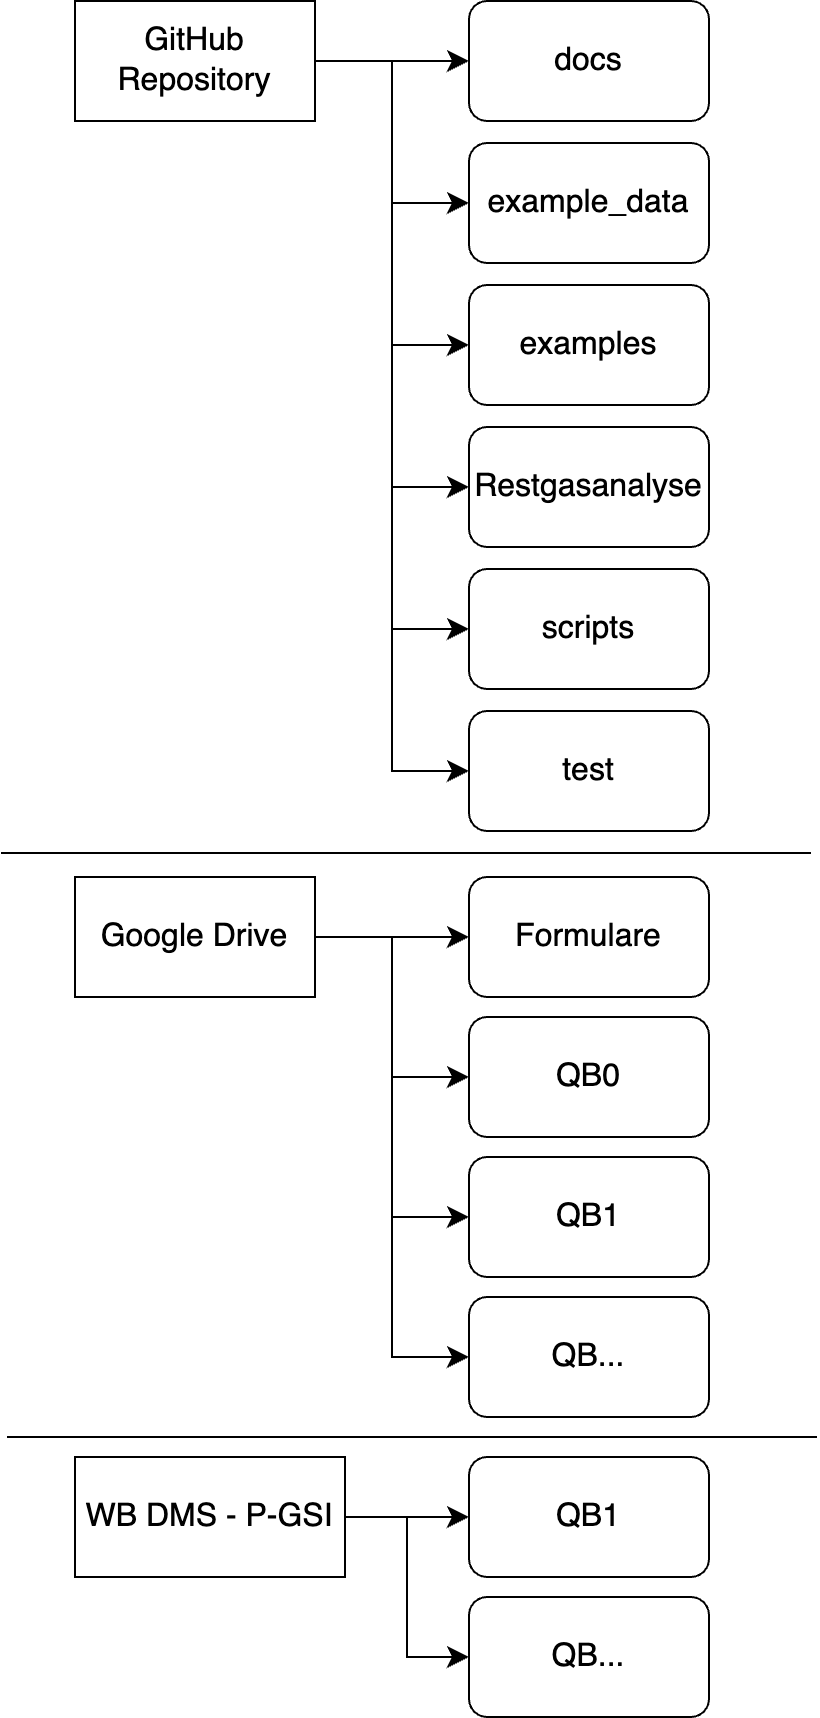 GitHub
Repository
docs
example_data
examples
Restgasanalyse
scripts
test
Google Drive
Formulare
QB0
QB1
QB...
WB DMS - P-GSI
QB1
QB...